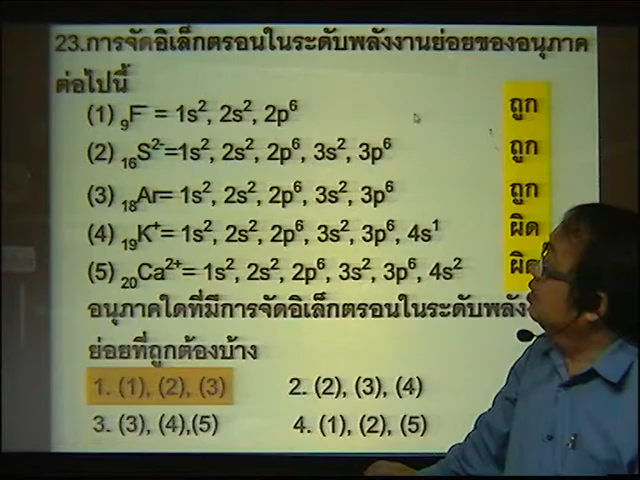 23.การจัดอิเล็กตรอนในระดับพลังงานย่อยของอนุภาค
ต่อไปนี้
(1) ₉F⁻ = 1s², 2s², 2p⁶ ถูก
(2) ₁₆S²⁻=1s², 2s², 2p⁶, 3s², 3p⁶ ถูก
(3) ₁₈Ar= 1s², 2s², 2p⁶, 3s², 3p⁶ ถูก
(4) ₁₉K⁺= 1s², 2s², 2p⁶, 3s², 3p⁶, 4s¹ ผิด
(5) ₂₀Ca²⁺= 1s², 2s², 2p⁶, 3s², 3p⁶, 4s² ผิด
อนุภาคใดที่มีการจัดอิเล็กตรอนในระดับพลัง
ย่อยที่ถูกต้องบ้าง
1. (1), (2), (3) 2. (2), (3), (4)
3. (3), (4),(5) 4. (1), (2), (5)